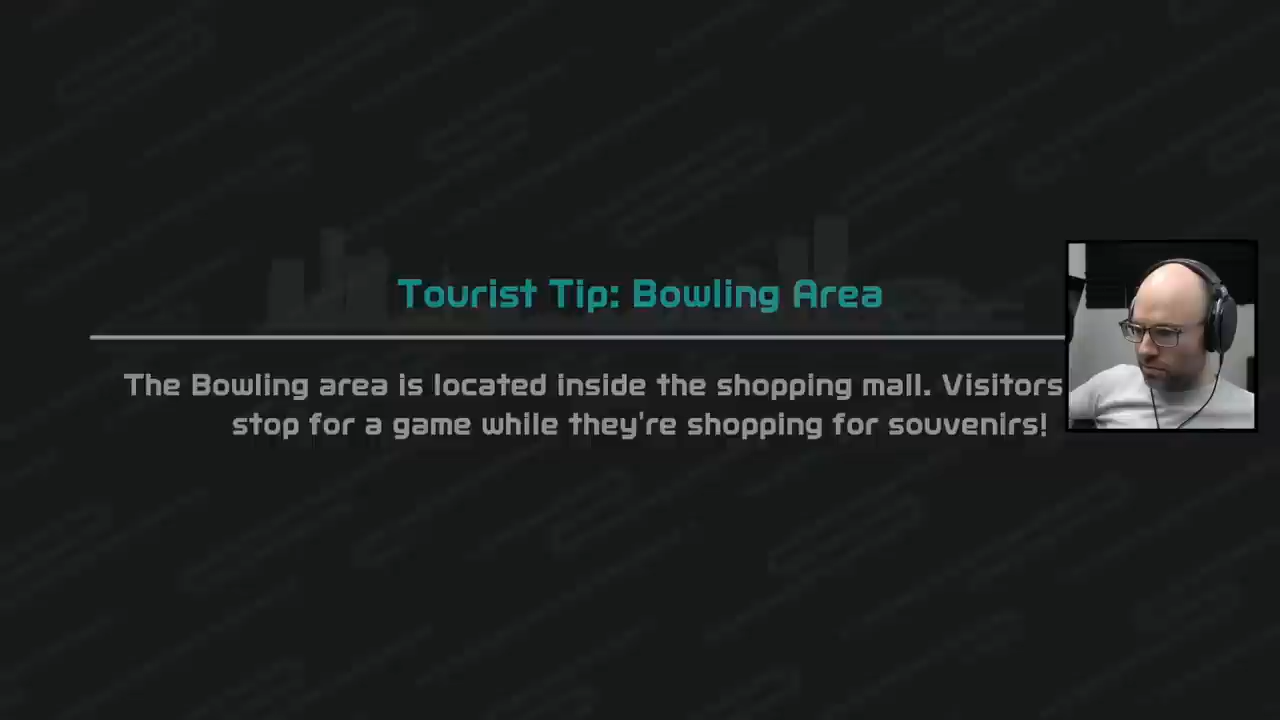 Tourist Tip: Bowling Area
The Bowling area is located inside the shopping mall. Visitors
stop for a game while they're shopping for souvenirs!